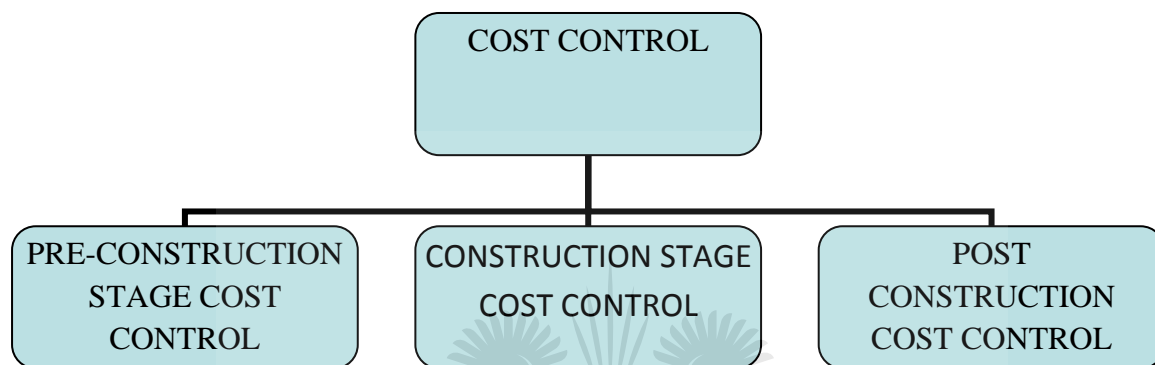 COST CONTROL
PRE-CONSTRUCTION
STAGE COST
CONTROL
CONSTRUCTION STAGE
COST CONTROL
POST
CONSTRUCTION
COST CONTROL